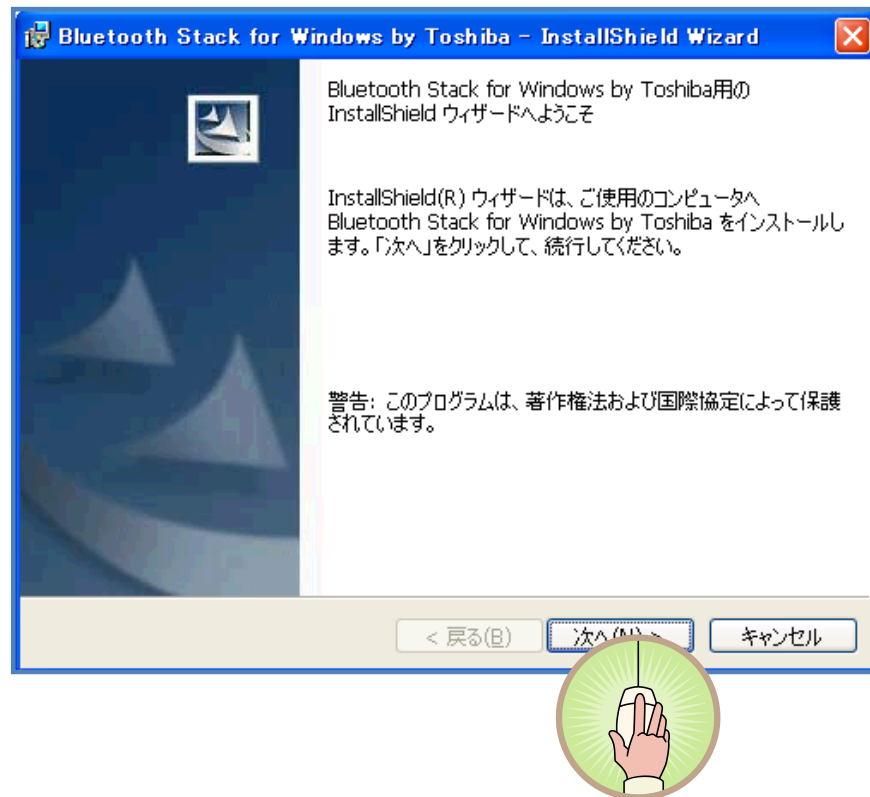 Bluetooth Stack for Windows by Toshiba - InstallShield Wizard
Bluetooth Stack for Windows by Toshiba用の
InstallShield ウィザードへようこそ
InstallShield(R) ウィザードは、ご使用のコンピュータへ
Bluetooth Stack for Windows by Toshiba をインストールし
ます。「次へ」をクリックして、続行してください。
警告: このプログラムは、著作権法および国際協定によって保護
されています。
< 戻る(B) 次へ(N) > キャンセル